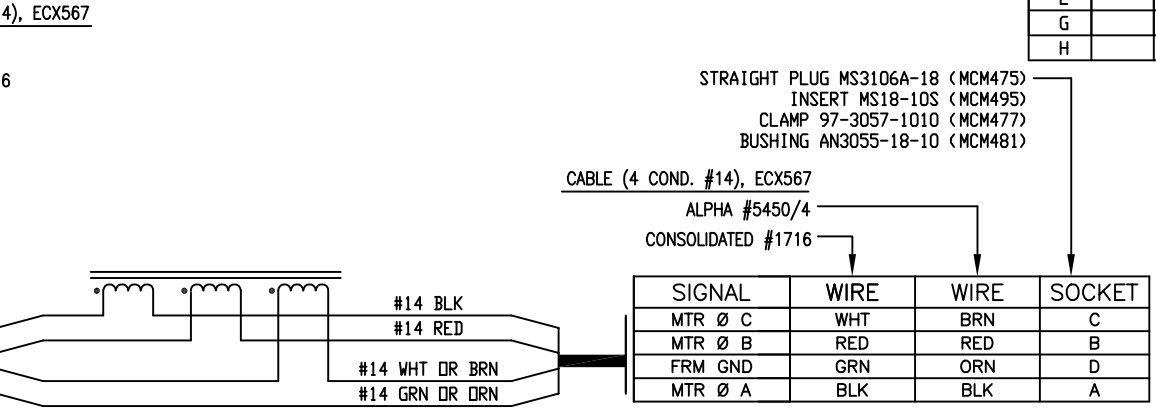 4), ECX567
G
H
6
STRAIGHT PLUG MS3106A-18 (MCM475)
INSERT MS18-10S (MCM495)
CLAMP 97-3057-1010 (MCM477)
BUSHING AN3055-18-10 (MCM481)
CABLE (4 COND. #14), ECX567
ALPHA #5450/4
CONSOLIDATED #1716
SIGNAL WIRE WIRE SOCKET
MTR Ø C WHT BRN C
MTR Ø B RED RED B
FRM GND GRN ORN D
MTR Ø A BLK BLK A
#14 BLK
#14 RED
#14 WHT OR BRN
#14 GRN OR ORN